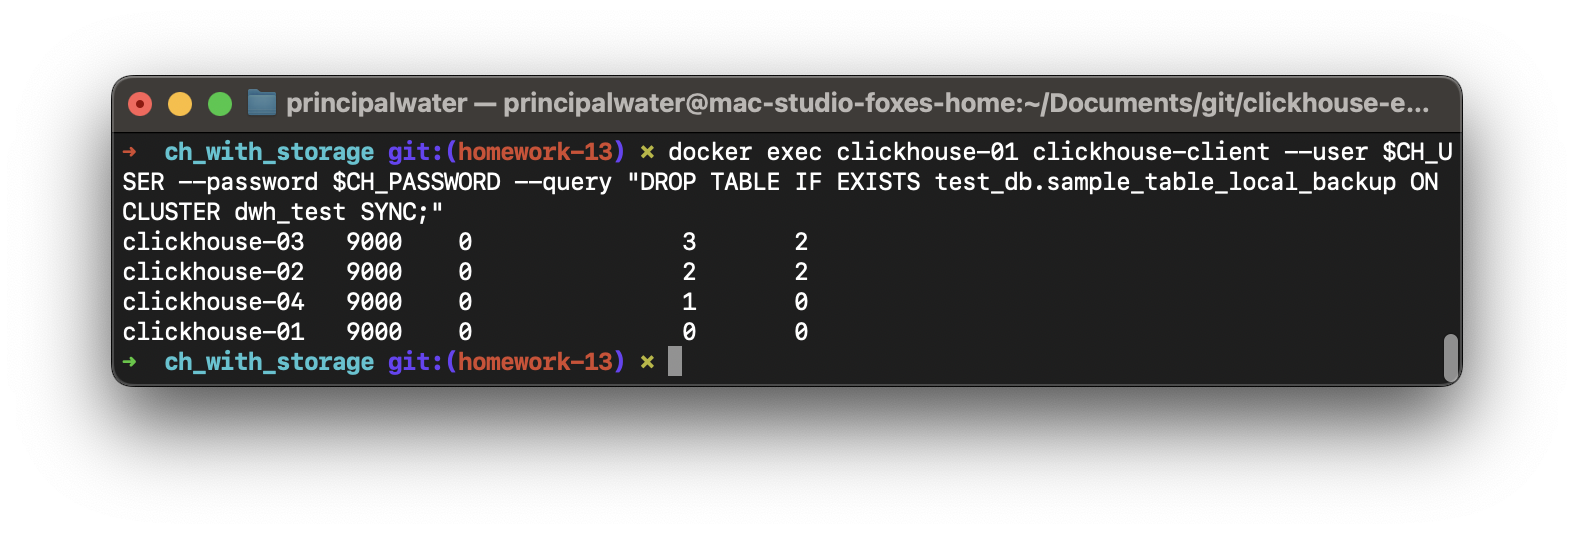 principalwater — principalwater@mac-studio-foxes-home:~/Documents/git/clickhouse-e...
➜  ch_with_storage git:(homework-13) ✗ docker exec clickhouse-01 clickhouse-client --user $CH_U
SER --password $CH_PASSWORD --query "DROP TABLE IF EXISTS test_db.sample_table_local_backup ON
CLUSTER dwh_test SYNC;"
clickhouse-03   9000    0               3       2
clickhouse-02   9000    0               2       2
clickhouse-04   9000    0               1       0
clickhouse-01   9000    0               0       0
➜  ch_with_storage git:(homework-13) ✗